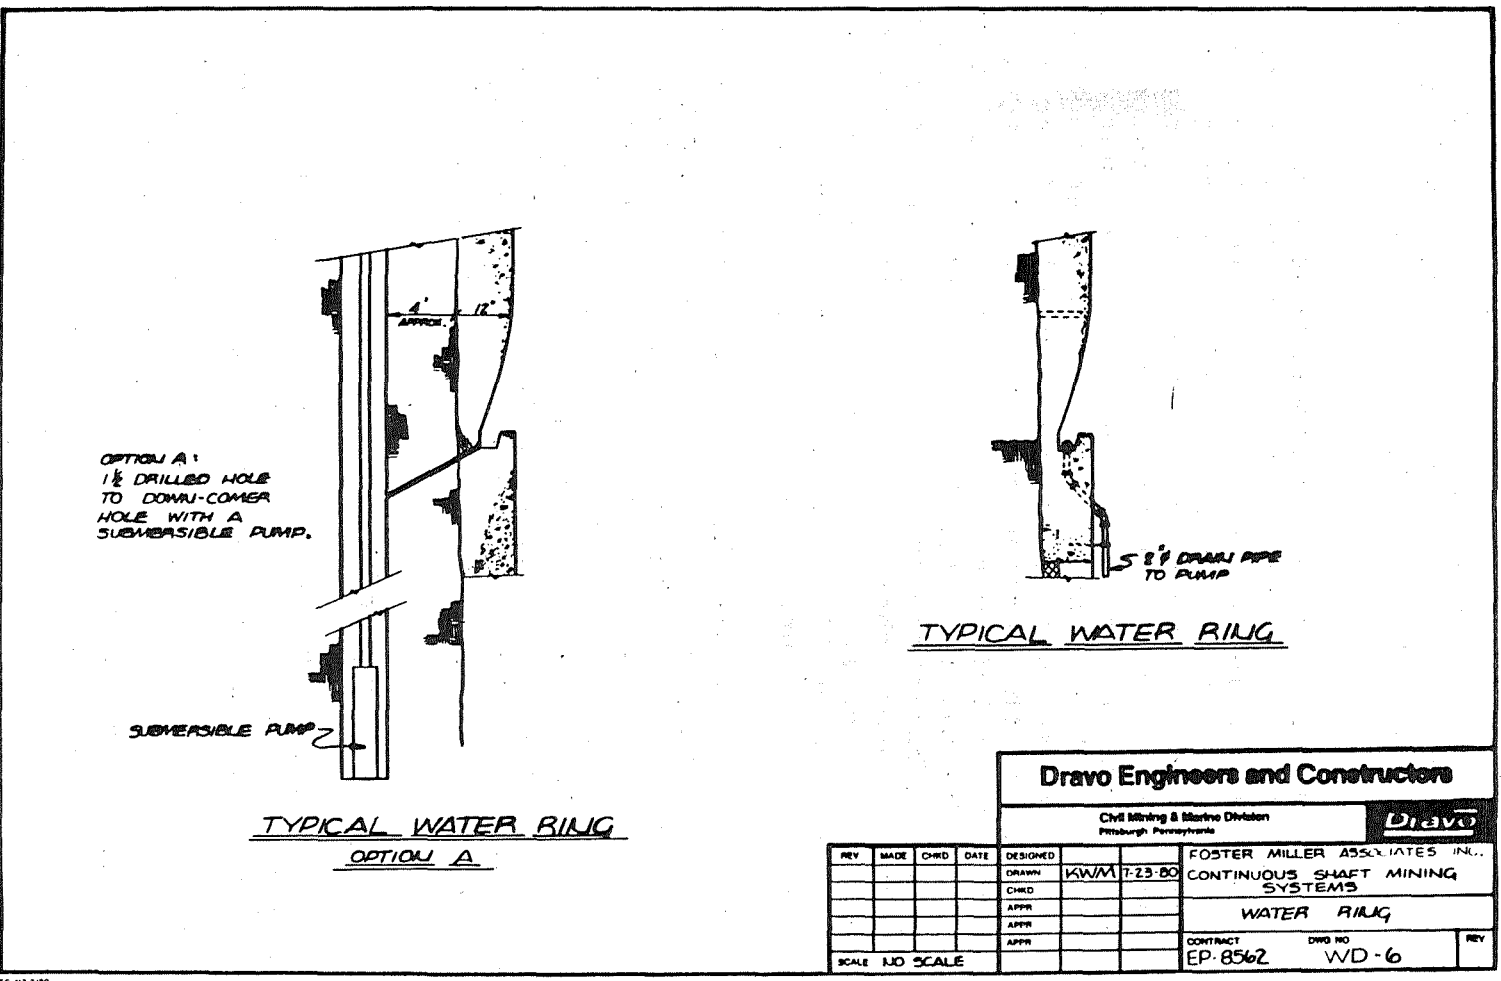 4'
12"
APPROX.
OPTION A:
1½ DRILLED HOLE
TO DOWN-COMER
HOLE WITH A
SUBMERSIBLE PUMP.
SUBMERSIBLE PUMP
TYPICAL WATER RING
OPTION A
DRAIN PIPE
TO PUMP
TYPICAL WATER RING
Dravo Engineers and Constructors
Civil Mining & Marine Division
Pittsburgh Pennsylvania
Dravo
REV MADE CHKD DATE DESIGNED
DRAWN KWM 7-23-80
CHKD
APPR
APPR
APPR
SCALE NO SCALE
FOSTER MILLER ASSOCIATES INC.
CONTINUOUS SHAFT MINING
SYSTEMS
WATER RING
CONTRACT DWG NO REV
EP-8562 WD-6